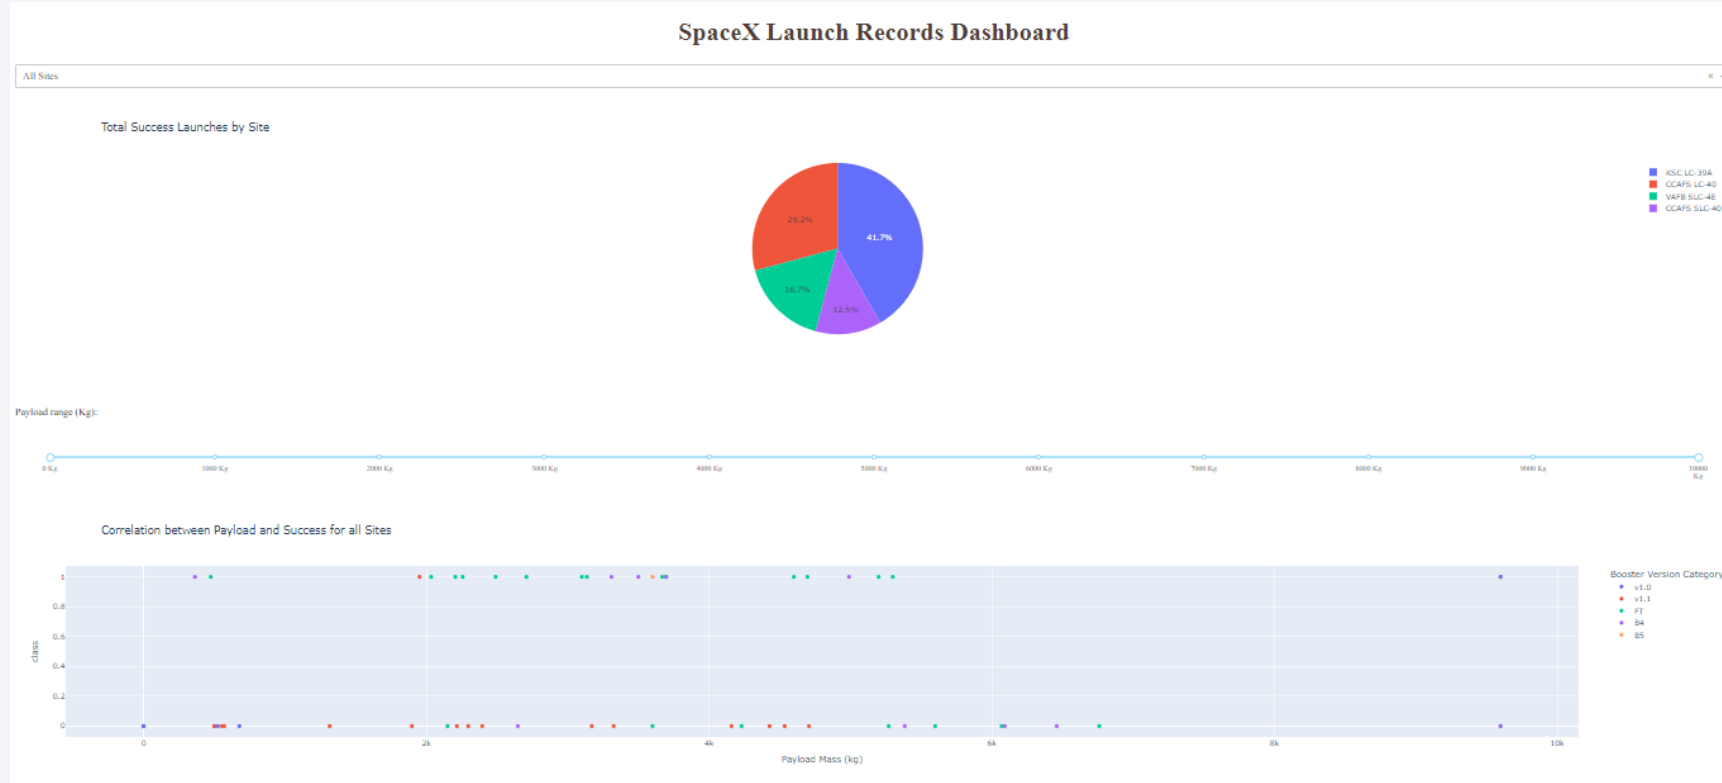 SpaceX Launch Records Dashboard
All Sites
×
Total Success Launches by Site
KSC LC-39A
CCAFS LC-40
VAFB SLC-4E
CCAFS SLC-40
29.2%
41.7%
16.7%
12.5%
Payload range (Kg):
0 Kg 1000 Kg 2000 Kg 3000 Kg 4000 Kg 5000 Kg 6000 Kg 7000 Kg 8000 Kg 9000 Kg 10000
Kg
Correlation between Payload and Success for all Sites
Booster Version Category
v1.0
v1.1
FT
B4
B5
class
1
0.8
0.6
0.4
0.2
0
0 2k 4k 6k 8k 10k
Payload Mass (kg)